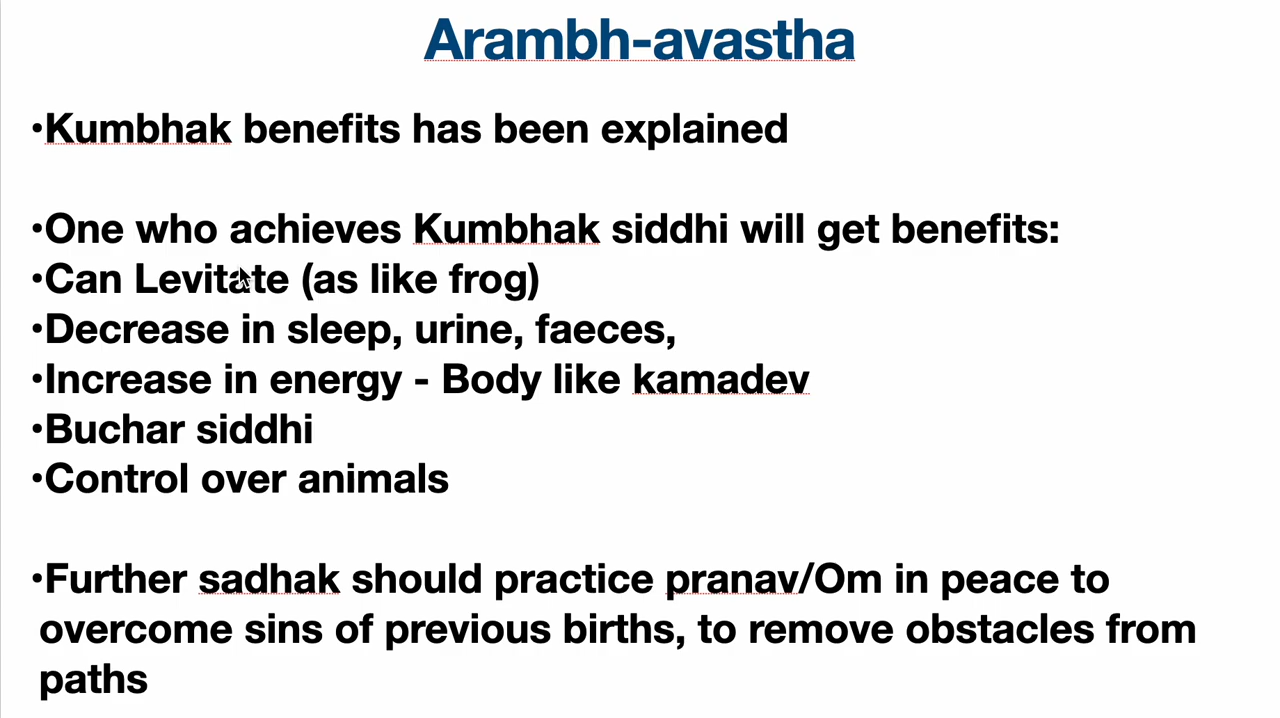 Arambh-avastha
•Kumbhak benefits has been explained
•One who achieves Kumbhak siddhi will get benefits:
•Can Levitate (as like frog)
•Decrease in sleep, urine, faeces,
•Increase in energy - Body like kamadev
•Buchar siddhi
•Control over animals
•Further sadhak should practice pranav/Om in peace to
overcome sins of previous births, to remove obstacles from
paths